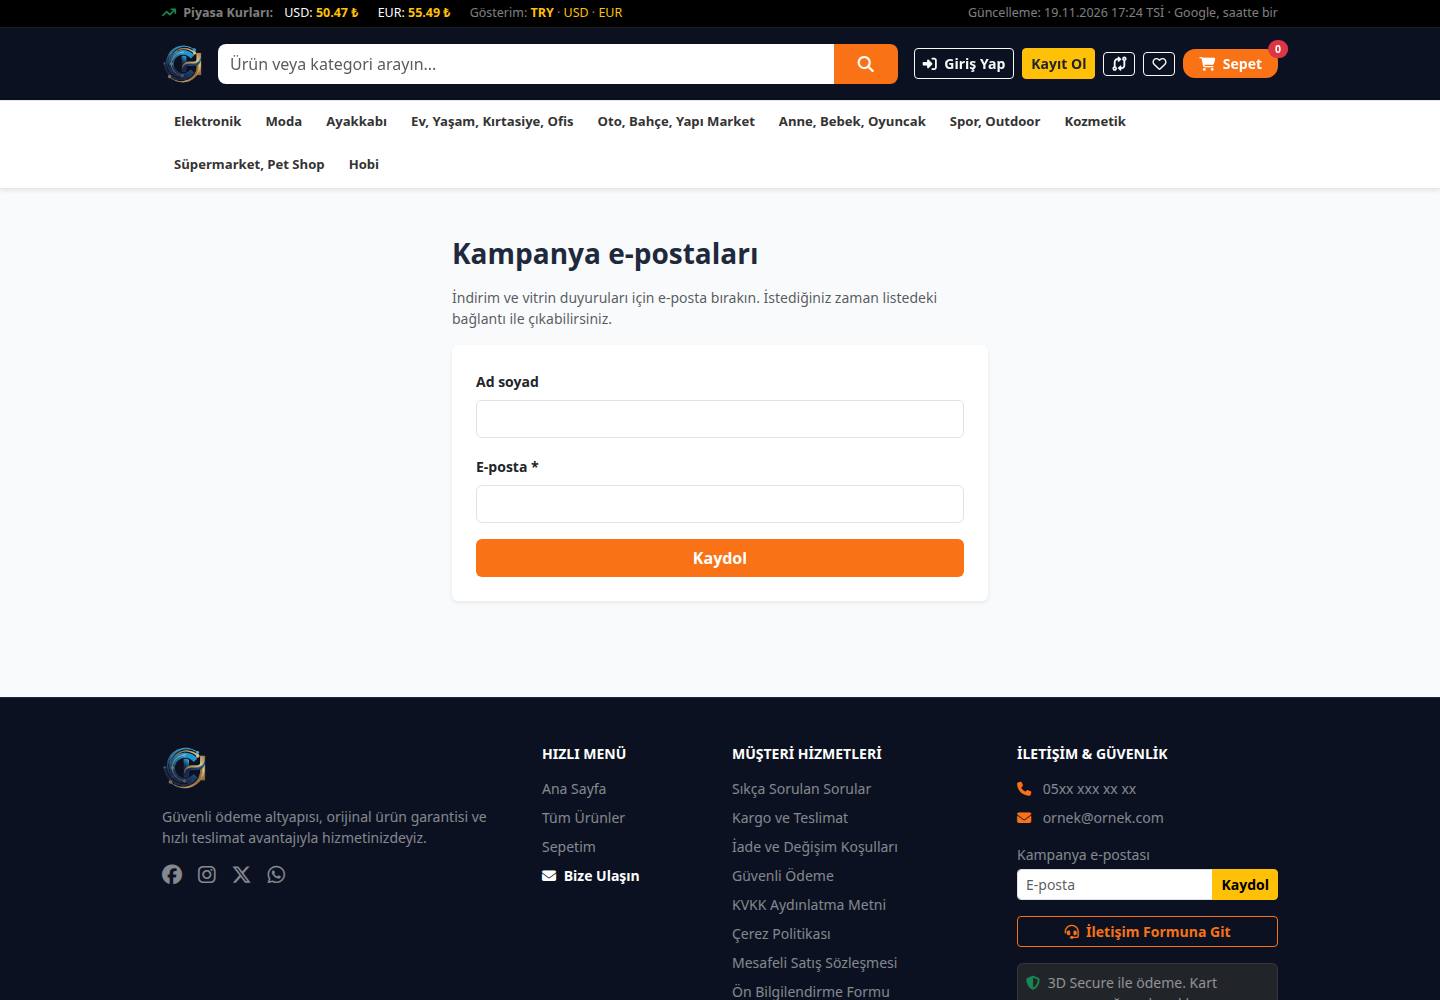 Piyasa Kurları: USD: 50.47 ₺ EUR: 55.49 ₺ Gösterim: TRY · USD · EUR
Güncelleme: 19.11.2026 17:24 TSİ · Google, saatte bir
Ürün veya kategori arayın...
Giriş Yap
Kayıt Ol
Sepet
0
Elektronik Moda Ayakkabı Ev, Yaşam, Kırtasiye, Ofis Oto, Bahçe, Yapı Market Anne, Bebek, Oyuncak Spor, Outdoor Kozmetik
Süpermarket, Pet Shop Hobi
Kampanya e-postaları
İndirim ve vitrin duyuruları için e-posta bırakın. İstediğiniz zaman listedeki
bağlantı ile çıkabilirsiniz.
Ad soyad
E-posta *
Kaydol
Güvenli ödeme altyapısı, orijinal ürün garantisi ve
hızlı teslimat avantajıyla hizmetinizdeyiz.
HIZLI MENÜ
Ana Sayfa
Tüm Ürünler
Sepetim
Bize Ulaşın
MÜŞTERİ HİZMETLERİ
Sıkça Sorulan Sorular
Kargo ve Teslimat
İade ve Değişim Koşulları
Güvenli Ödeme
KVKK Aydınlatma Metni
Çerez Politikası
Mesafeli Satış Sözleşmesi
Ön Bilgilendirme Formu
İLETİŞİM & GÜVENLİK
05xx xxx xx xx
ornek@ornek.com
Kampanya e-postası
E-posta
Kaydol
İletişim Formuna Git
3D Secure ile ödeme. Kart